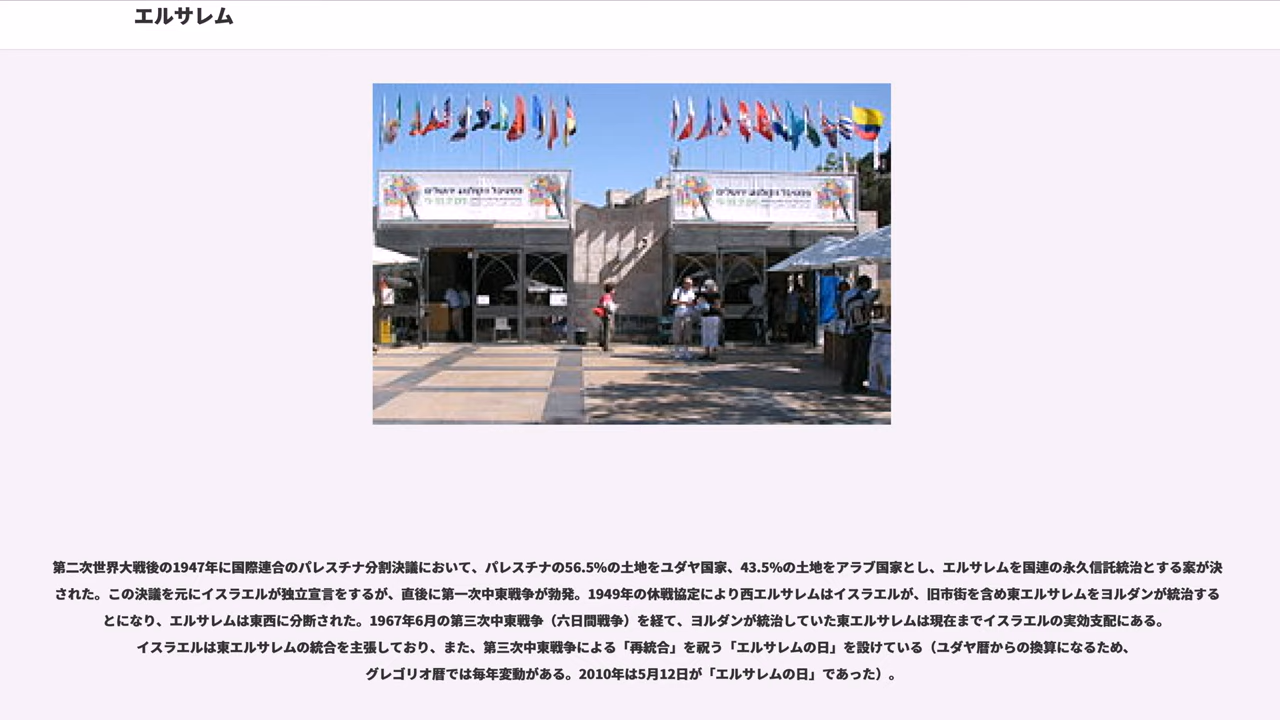 エルサレム
פסטיבל הקולנוע ירושלים
פסטיבל הקולנוע ירושלים
第二次世界大戦後の1947年に国際連合のパレスチナ分割決議において、パレスチナの56.5%の土地をユダヤ国家、43.5%の土地をアラブ国家とし、エルサレムを国連の永久信託統治とする案が決
された。この決議を元にイスラエルが独立宣言をするが、直後に第一次中東戦争が勃発。1949年の休戦協定により西エルサレムはイスラエルが、旧市街を含め東エルサレムをヨルダンが統治する
とになり、エルサレムは東西に分断された。1967年6月の第三次中東戦争（六日間戦争）を経て、ヨルダンが統治していた東エルサレムは現在までイスラエルの実効支配にある。
イスラエルは東エルサレムの統合を主張しており、また、第三次中東戦争による「再統合」を祝う「エルサレムの日」を設けている（ユダヤ暦からの換算になるため、
グレゴリオ暦では毎年変動がある。2010年は5月12日が「エルサレムの日」であった）。